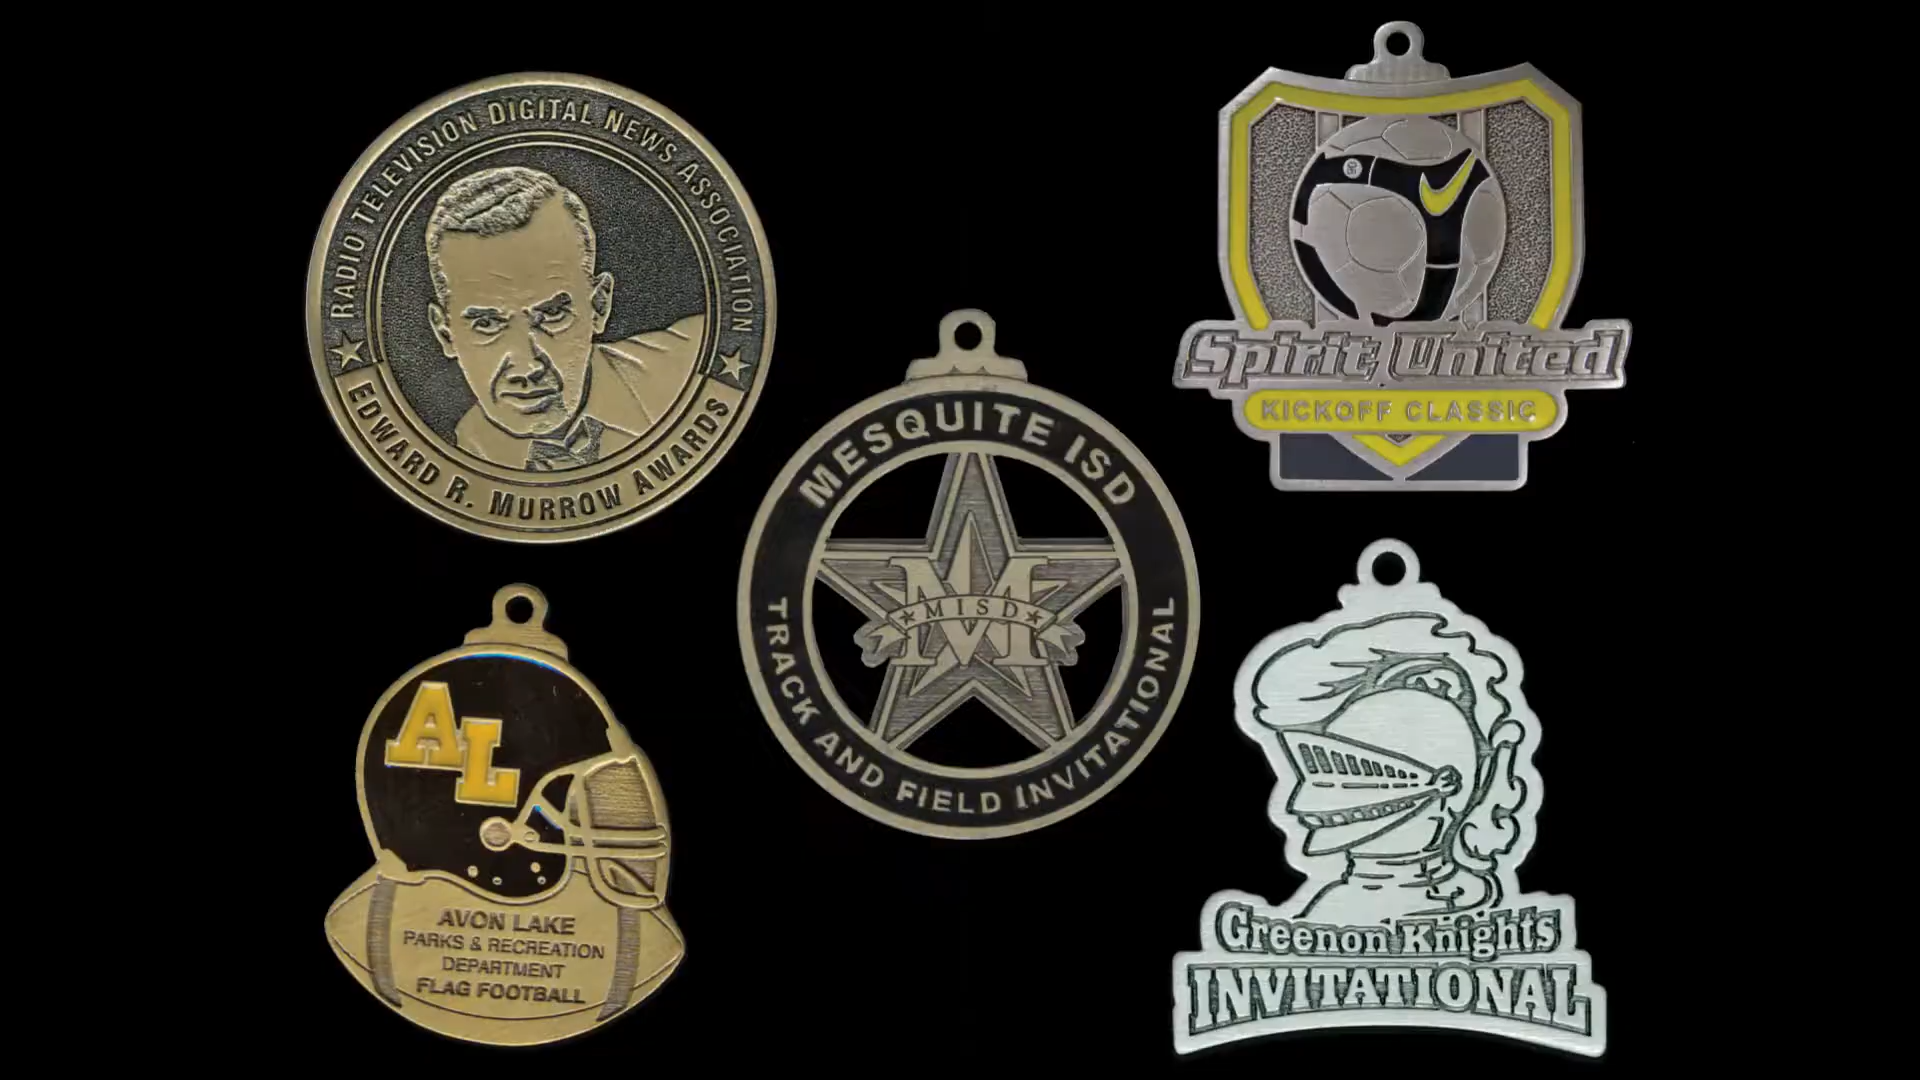 RADIO TELEVISION DIGITAL NEWS ASSOCIATION
EDWARD R. MURROW AWARDS
Spirit United
KICKOFF CLASSIC
MESQUITE ISD
M
MISD
TRACK AND FIELD INVITATIONAL
AL
AVON LAKE
PARKS & RECREATION
DEPARTMENT
FLAG FOOTBALL
Greenon Knights
INVITATIONAL